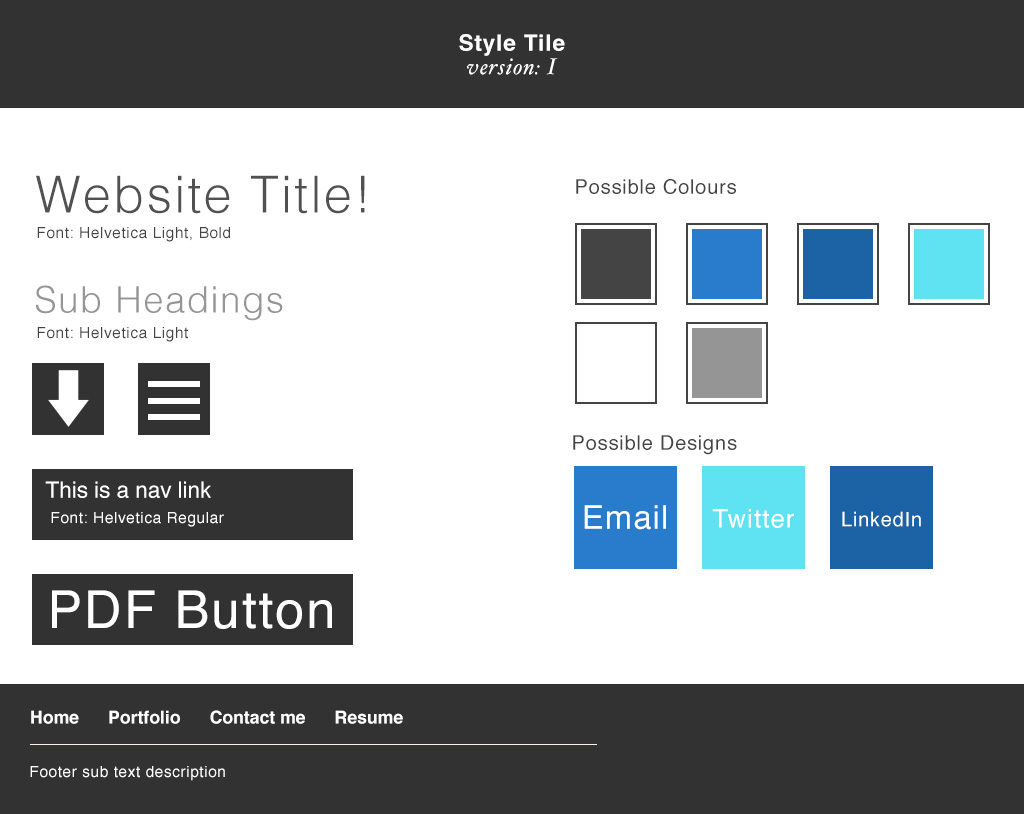 Style Tile
version: I
Website Title!
Font: Helvetica Light, Bold
Sub Headings
Font: Helvetica Light
This is a nav link
Font: Helvetica Regular
PDF Button
Possible Colours
Possible Designs
Email
Twitter
LinkedIn
Home Portfolio Contact me Resume
Footer sub text description